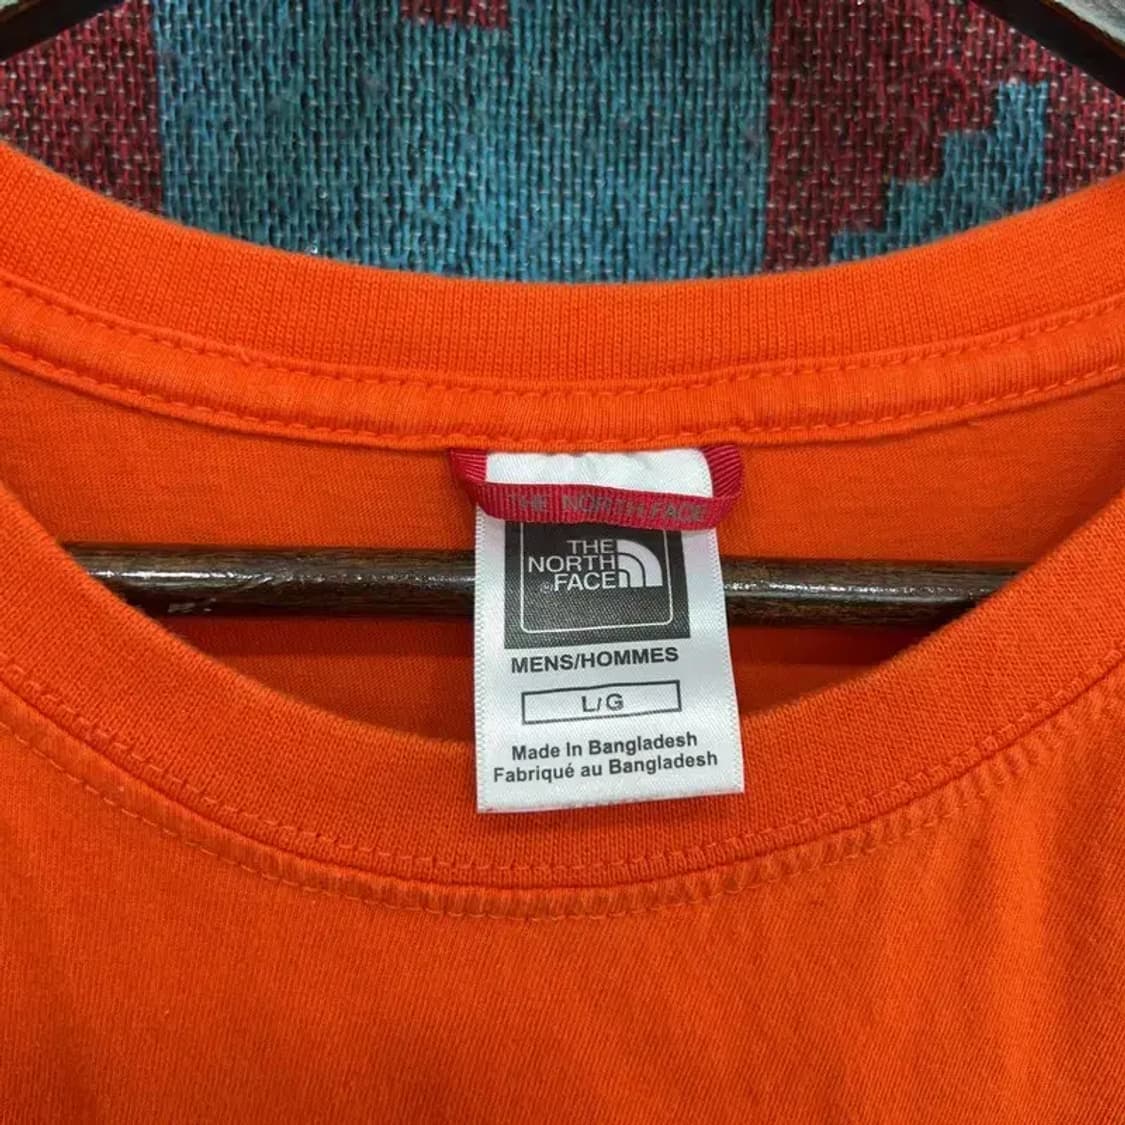 THE NORTH FACE
THE
NORTH
FACE
MENS/HOMMES
L/G
Made In Bangladesh
Fabriqué au Bangladesh